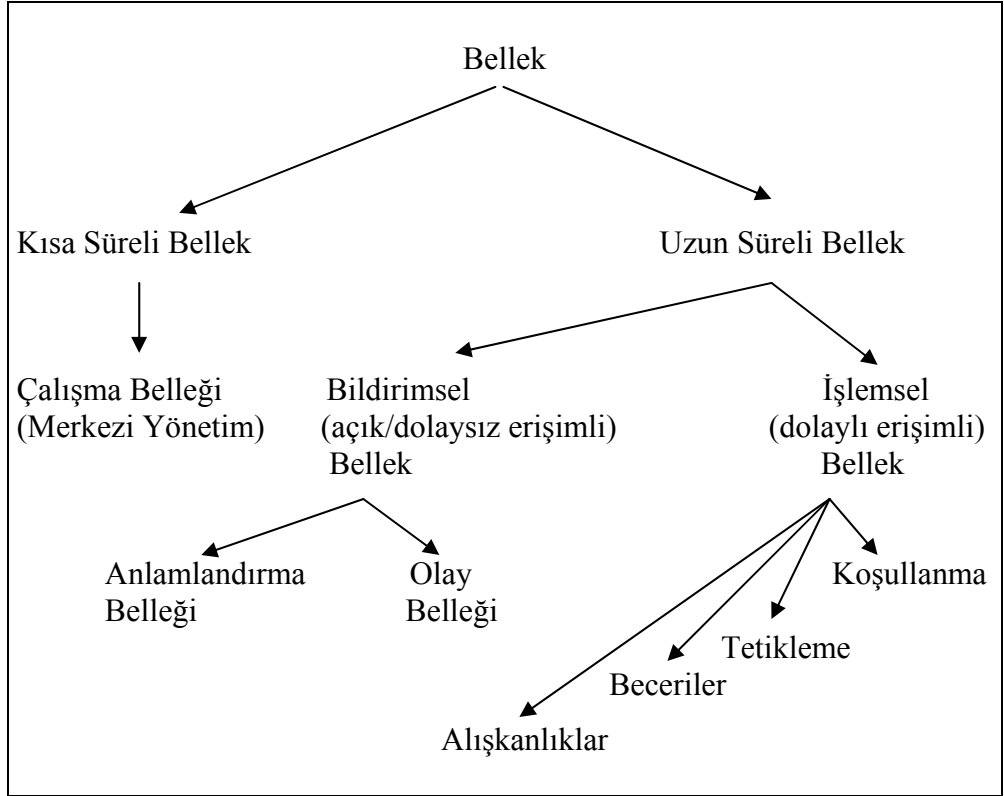 Bellek
Kısa Süreli Bellek
Uzun Süreli Bellek
Çalışma Belleği
(Merkezi Yönetim)
Bildirimsel
(açık/dolaysız erişimli)
Bellek
İşlemsel
(dolaylı erişimli)
Bellek
Anlamlandırma
Belleği
Olay
Belleği
Koşullanma
Tetikleme
Beceriler
Alışkanlıklar